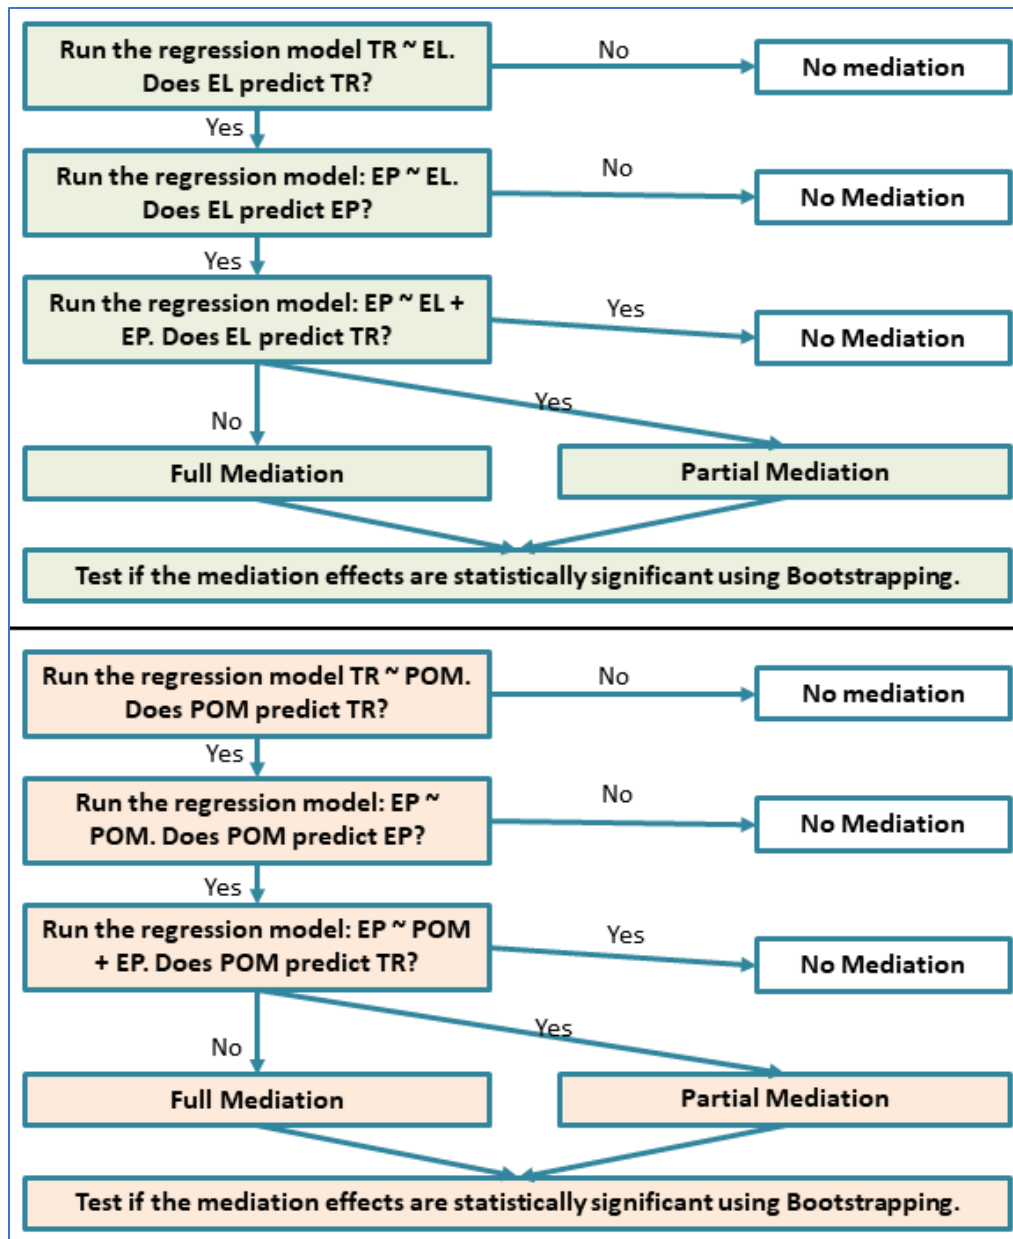 Run the regression model TR ~ EL.
Does EL predict TR?
No
No mediation
Yes
Run the regression model: EP ~ EL.
Does EL predict EP?
No
No Mediation
Yes
Run the regression model: EP ~ EL +
EP. Does EL predict TR?
Yes
No Mediation
No
Yes
Full Mediation
Partial Mediation
Test if the mediation effects are statistically significant using Bootstrapping.
Run the regression model TR ~ POM.
Does POM predict TR?
No
No mediation
Yes
Run the regression model: EP ~
POM. Does POM predict EP?
No
No Mediation
Yes
Run the regression model: EP ~ POM
+ EP. Does POM predict TR?
Yes
No Mediation
No
Yes
Full Mediation
Partial Mediation
Test if the mediation effects are statistically significant using Bootstrapping.